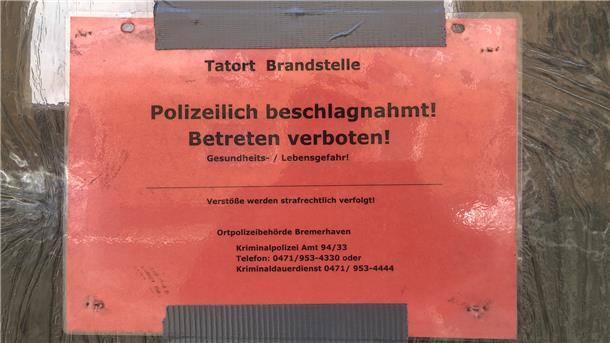 Tatort Brandstelle
Polizeilich beschlagnahmt!
Betreten verboten!
Gesundheits- / Lebensgefahr!
Verstöße werden strafrechtlich verfolgt!
Ortpolizeibehörde Bremerhaven
Kriminalpolizei Amt 94/33
Telefon: 0471/953-4330 oder
Kriminaldauerdienst 0471/ 953-4444